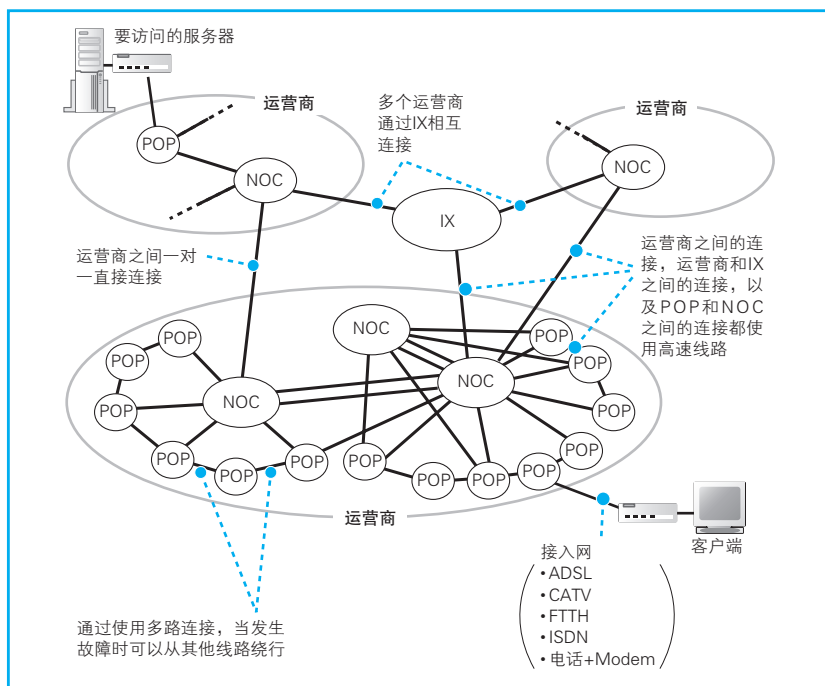 要访问的服务器
运营商
多个运营商
通过IX相互
连接
运营商
POP
NOC
NOC
IX
运营商之间一对
一直接连接
运营商之间的连
接，运营商和IX
之间的连接，以
及POP和NOC
之间的连接都使
用高速线路
POP
POP
POP
NOC
POP
POP
POP
NOC
NOC
POP
POP
POP
POP
POP
POP
POP
POP
POP
运营商
客户端
接入网
•ADSL
•CATV
•FTTH
•ISDN
•电话+Modem
通过使用多路连接，当发生
故障时可以从其他线路绕行